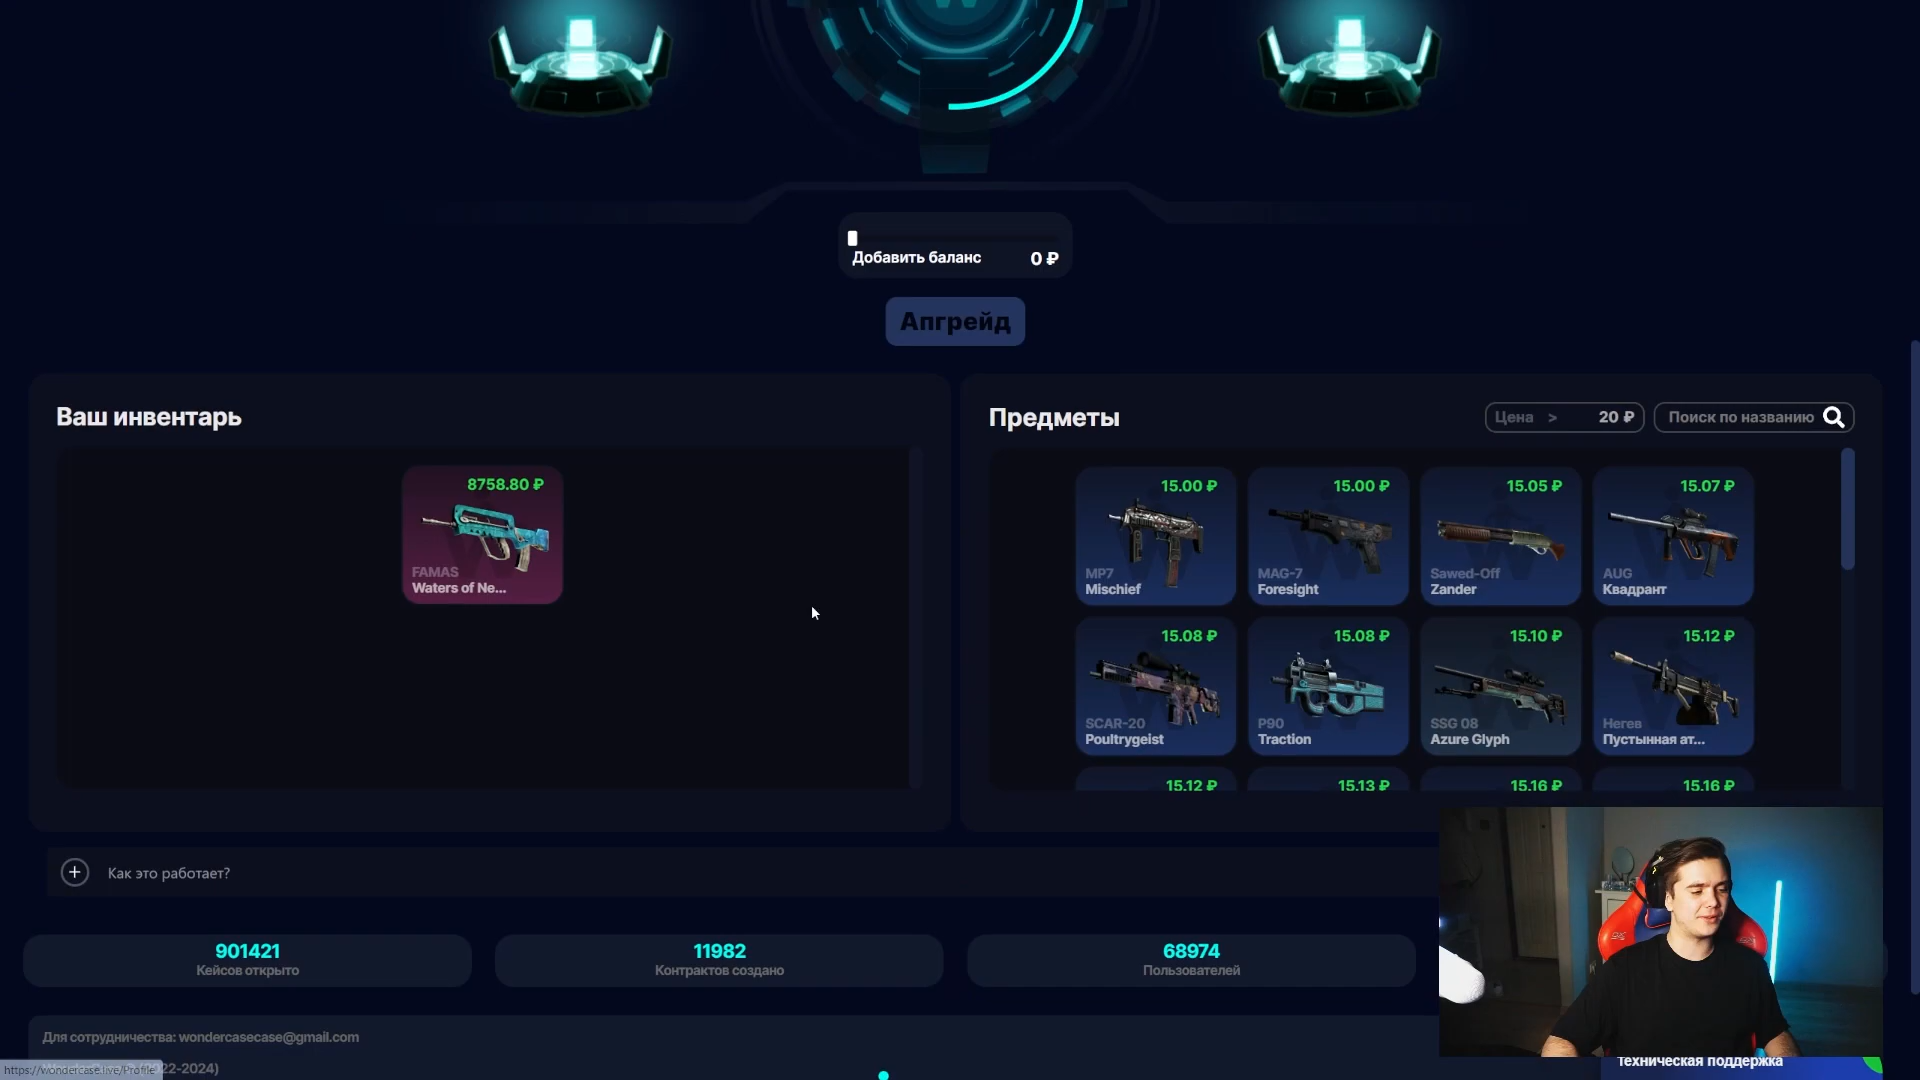 Добавить баланс
0 ₽
Апгрейд
Ваш инвентарь
8758.80 ₽
FAMAS
Waters of Ne...
Предметы
Цена > 20 ₽
Поиск по названию
15.00 ₽
MP7
Mischief
15.00 ₽
MAG-7
Foresight
15.05 ₽
Sawed-Off
Zander
15.07 ₽
AUG
Квадрант
15.08 ₽
SCAR-20
Poultrygeist
15.08 ₽
P90
Traction
15.10 ₽
SSG 08
Azure Glyph
15.12 ₽
Негев
Пустынная ат...
15.12 ₽
15.13 ₽
15.16 ₽
15.16 ₽
Как это работает?
901421
Кейсов открыто
11982
Контрактов создано
68974
Пользователей
Для сотрудничества: wondercasecase@gmail.com
22-2024)
https://wondercase.live/Profile
Техническая поддержка